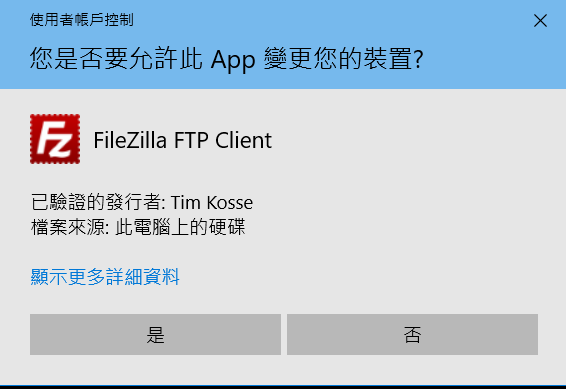 使用者帳戶控制
您是否要允許此 App 變更您的裝置?
Fz
FileZilla FTP Client
已驗證的發行者: Tim Kosse
檔案來源: 此電腦上的硬碟
顯示更多詳細資料
是
否